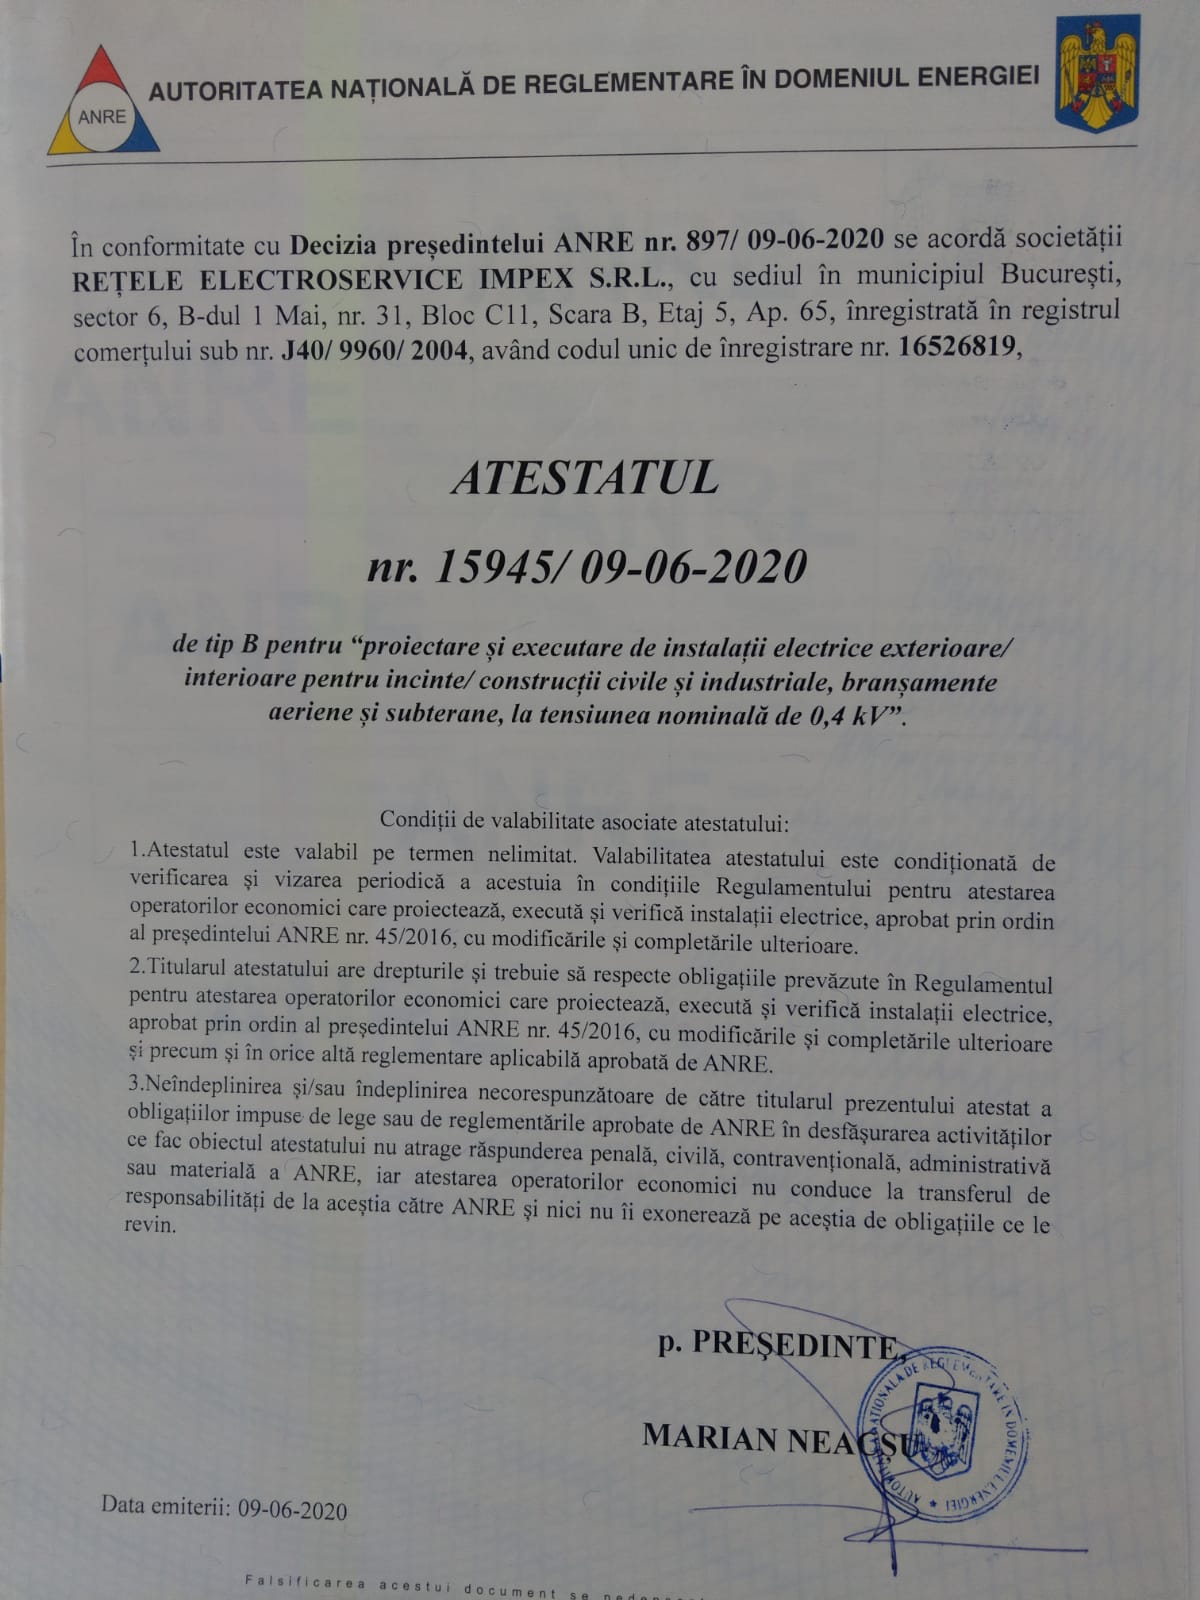 ANRE
AUTORITATEA NAȚIONALĂ DE REGLEMENTARE ÎN DOMENIUL ENERGIEI
În conformitate cu Decizia președintelui ANRE nr. 897/ 09-06-2020 se acordă societății
REȚELE ELECTROSERVICE IMPEX S.R.L., cu sediul în municipiul București,
sector 6, B-dul 1 Mai, nr. 31, Bloc C11, Scara B, Etaj 5, Ap. 65, înregistrată în registrul
comerțului sub nr. J40/ 9960/ 2004, având codul unic de înregistrare nr. 16526819,
ATESTATUL
nr. 15945/ 09-06-2020
de tip B pentru “proiectare și executare de instalații electrice exterioare/
interioare pentru incinte/ construcții civile și industriale, branșamente
aeriene și subterane, la tensiunea nominală de 0,4 kV”.
Condiții de valabilitate asociate atestatului:
1.Atestatul este valabil pe termen nelimitat. Valabilitatea atestatului este condiționată de
verificarea și vizarea periodică a acestuia în condițiile Regulamentului pentru atestarea
operatorilor economici care proiectează, execută și verifică instalații electrice, aprobat prin ordin
al președintelui ANRE nr. 45/2016, cu modificările și completările ulterioare.
2.Titularul atestatului are drepturile și trebuie să respecte obligațiile prevăzute în Regulamentul
pentru atestarea operatorilor economici care proiectează, execută și verifică instalații electrice,
aprobat prin ordin al președintelui ANRE nr. 45/2016, cu modificările și completările ulterioare
și precum și în orice altă reglementare aplicabilă aprobată de ANRE.
3.Neîndeplinirea și/sau îndeplinirea necorespunzătoare de către titularul prezentului atestat a
obligațiilor impuse de lege sau de reglementările aprobate de ANRE în desfășurarea activităților
ce fac obiectul atestatului nu atrage răspunderea penală, civilă, contravențională, administrativă
sau materială a ANRE, iar atestarea operatorilor economici nu conduce la transferul de
responsabilități de la aceștia către ANRE și nici nu îi exonerează pe aceștia de obligațiile ce le
revin.
p. PREŞEDINTE,
MARIAN NEACȘU
AUTORITATEA NAȚIONALĂ DE REGLEMENTARE ÎN DOMENIUL ENERGIEI
Data emiterii: 09-06-2020
Falsificarea acestui document se